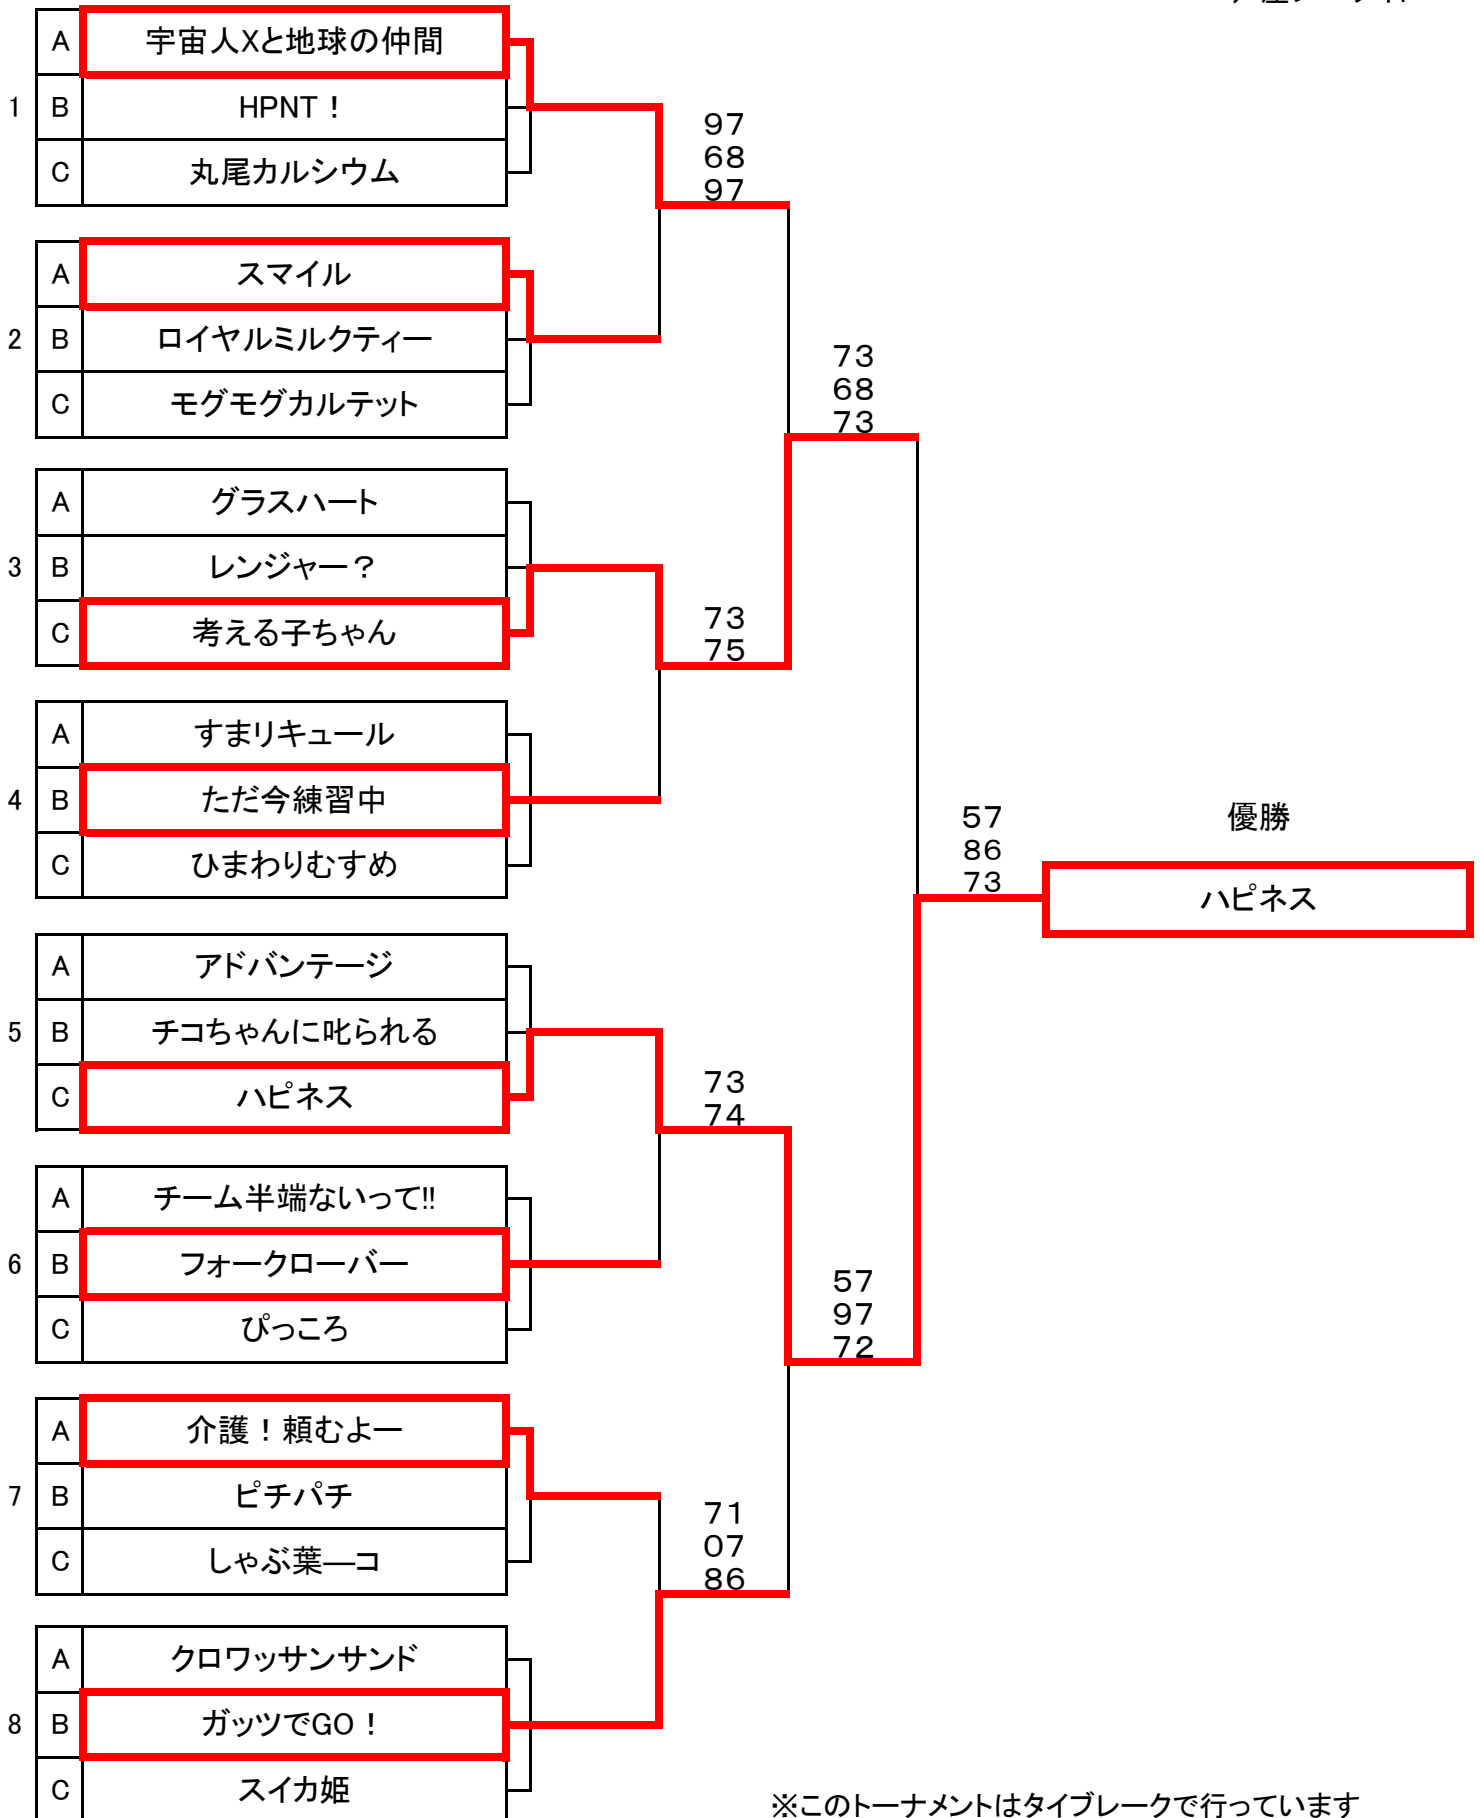 A 宇宙人Xと地球の仲間
1 B HPNT！
C 丸尾カルシウム
97
68
97
A スマイル
2 B ロイヤルミルクティー
C モグモグカルテット
73
68
73
A グラスハート
3 B レンジャー？
C 考える子ちゃん
73
75
A すまリキュール
4 B ただ今練習中
C ひまわりむすめ
57
86
73
優勝
ハピネス
A アドバンテージ
5 B チコちゃんに叱られる
C ハピネス
73
74
A チーム半端ないって!!
6 B フォークローバー
C ぴっころ
57
97
72
A 介護！頼むよー
7 B ピチパチ
C しゃぶ葉―コ
71
07
86
A クロワッサンサンド
8 B ガッツでGO！
C スイカ姫
※このトーナメントはタイブレークで行っています